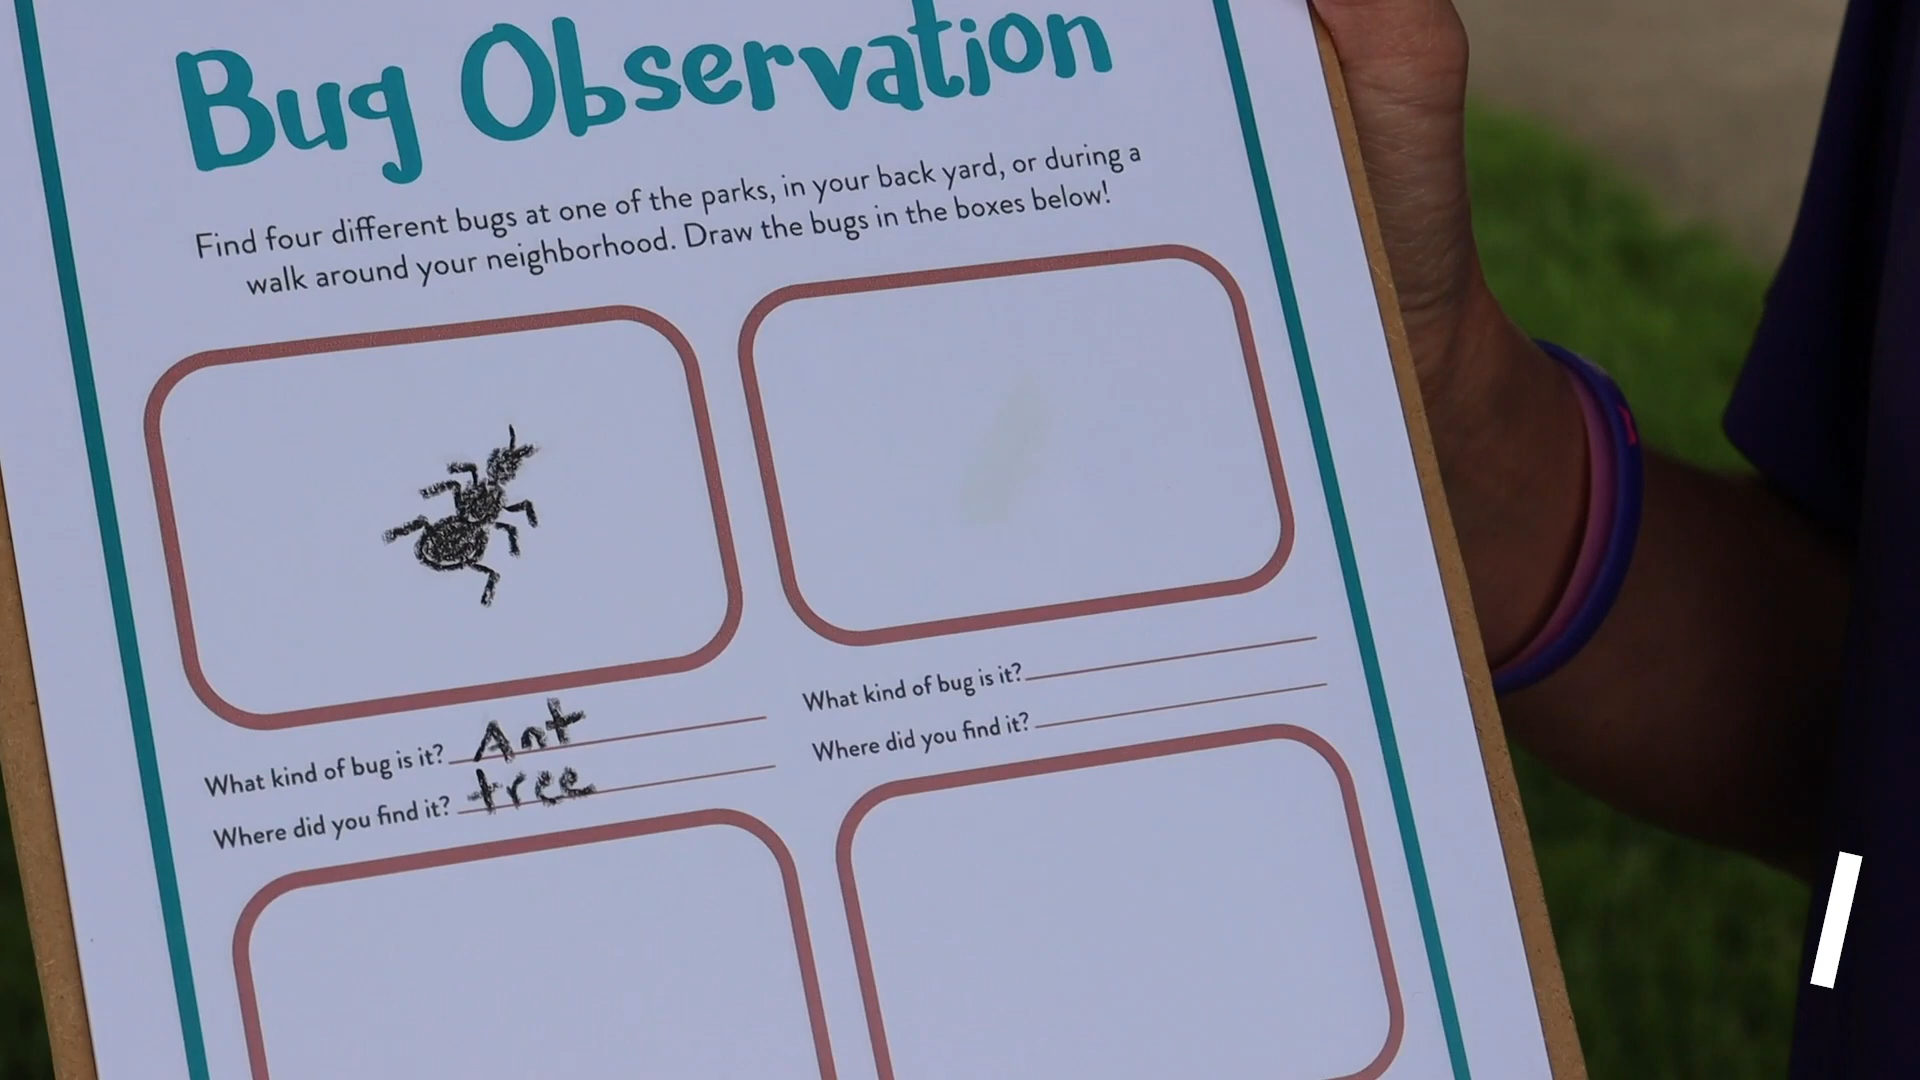 Bug Observation
Find four different bugs at one of the parks, in your back yard, or during a
walk around your neighborhood. Draw the bugs in the boxes below!
What kind of bug is it? Ant
Where did you find it? tree
What kind of bug is it?
Where did you find it?